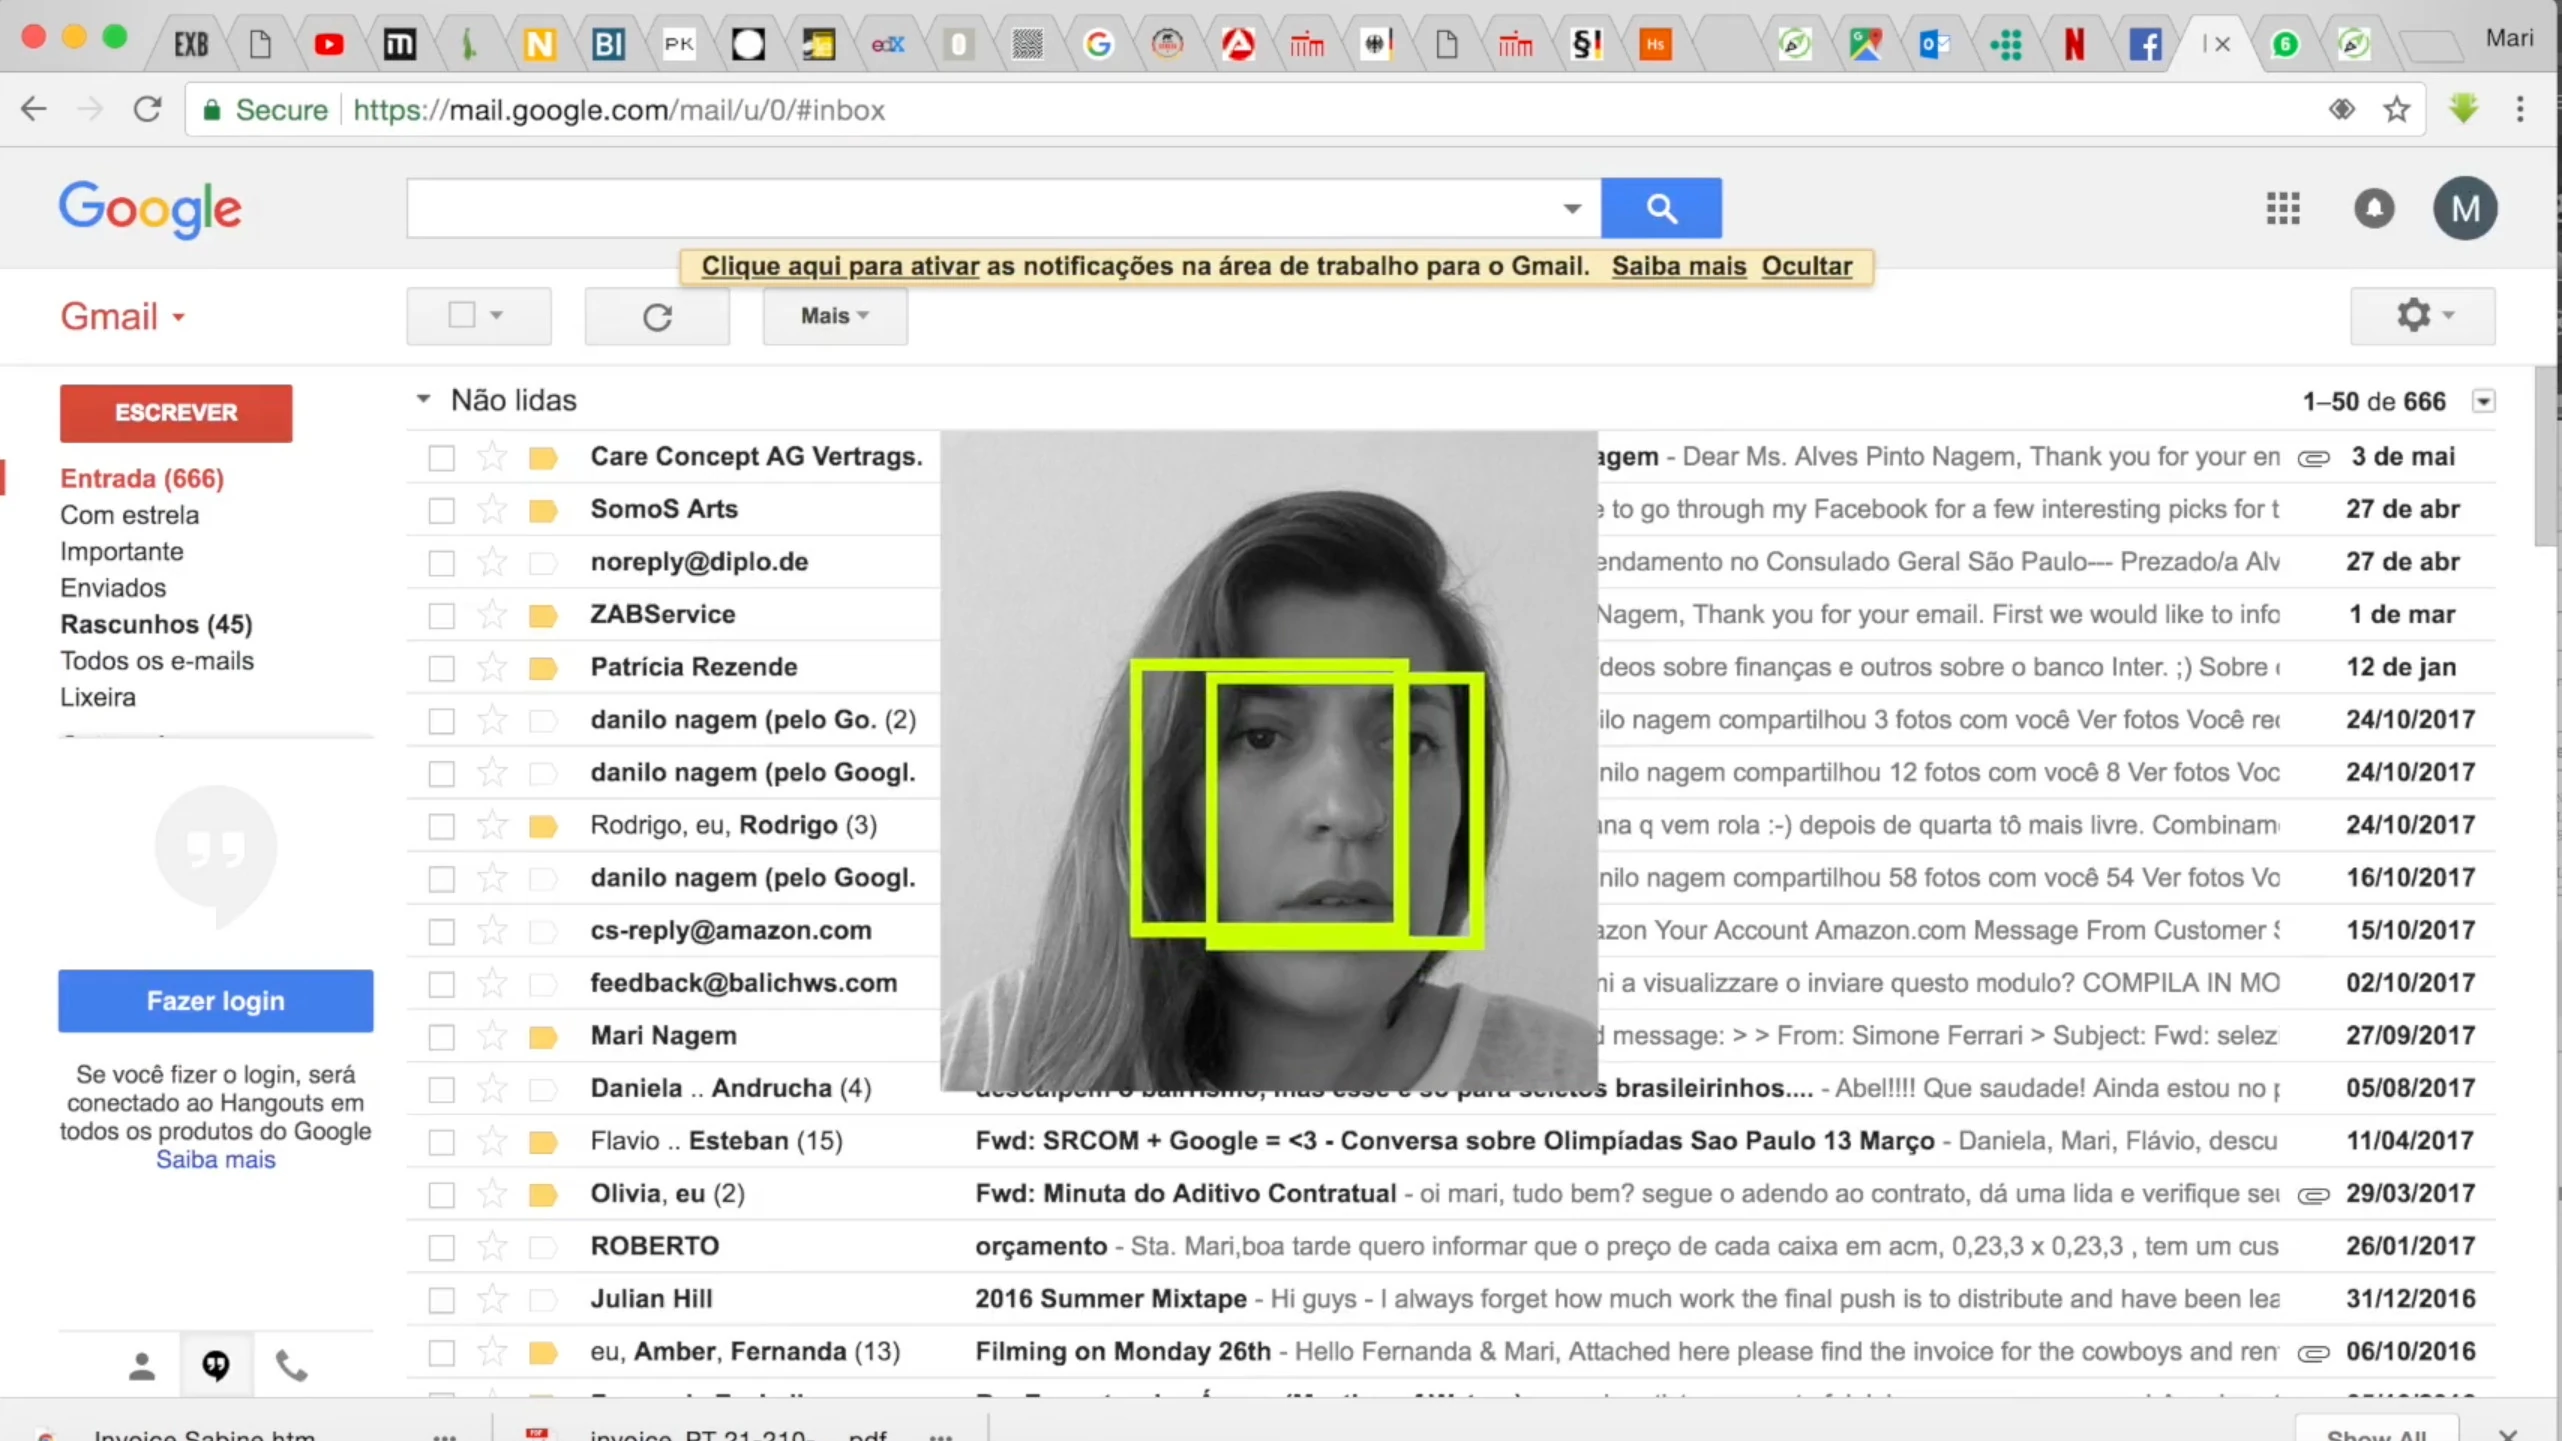 EXB m N BI PK edX O G A § Hs N f 6 Mari
Secure https://mail.google.com/mail/u/0/#inbox
Google M
Clique aqui para ativar as notificações na área de trabalho para o Gmail. Saiba mais Ocultar
Gmail Mais
Não lidas 1–50 de 666
ESCREVER
Entrada (666)
Com estrela
Importante
Enviados
Rascunhos (45)
Todos os e-mails
Lixeira
Fazer login
Se você fizer o login, será
conectado ao Hangouts em
todos os produtos do Google
Saiba mais
Care Concept AG Vertrags. agem - Dear Ms. Alves Pinto Nagem, Thank you for your 3 de mai
SomoS Arts to go through my Facebook for a few interesting picks for 27 de abr
noreply@diplo.de endamento no Consulado Geral São Paulo--- Prezado/a 27 de abr
ZABService Nagem, Thank you for your email. First we would like to info 1 de mar
Patrícia Rezende deos sobre finanças e outros sobre o banco Inter. ;) Sobre 12 de jan
danilo nagem (pelo Go. (2) ilo nagem compartilhou 3 fotos com você Ver fotos Você 24/10/2017
danilo nagem (pelo Googl. nilo nagem compartilhou 12 fotos com você 8 Ver fotos Voc 24/10/2017
Rodrigo, eu, Rodrigo (3) na q vem rola :-) depois de quarta tô mais livre. Combinam 24/10/2017
danilo nagem (pelo Googl. nilo nagem compartilhou 58 fotos com você 54 Ver fotos Vo 16/10/2017
cs-reply@amazon.com azon Your Account Amazon.com Message From Customer 15/10/2017
feedback@balichws.com ni a visualizzare o inviare questo modulo? COMPILA IN MO 02/10/2017
Mari Nagem d message: > > From: Simone Ferrari > Subject: Fwd: selez 27/09/2017
Daniela .. Andrucha (4) desculpem o bairrismo, mas esse é só para seletos brasileirinhos.... - Abel!!!! Que saudade! Ainda estou no 05/08/2017
Flavio .. Esteban (15) Fwd: SRCOM + Google = <3 - Conversa sobre Olimpíadas Sao Paulo 13 Março - Daniela, Mari, Flávio, descu 11/04/2017
Olivia, eu (2) Fwd: Minuta do Aditivo Contratual - oi mari, tudo bem? segue o adendo ao contrato, dá uma lida e verifique 29/03/2017
ROBERTO orçamento - Sta. Mari,boa tarde quero informar que o preço de cada caixa em acm, 0,23,3 x 0,23,3 , tem um cus 26/01/2017
Julian Hill 2016 Summer Mixtape - Hi guys - I always forget how much work the final push is to distribute and have been lea 31/12/2016
eu, Amber, Fernanda (13) Filming on Monday 26th - Hello Fernanda & Mari, Attached here please find the invoice for the cowboys and ren 06/10/2016
Invoice Sabine.htm Show All